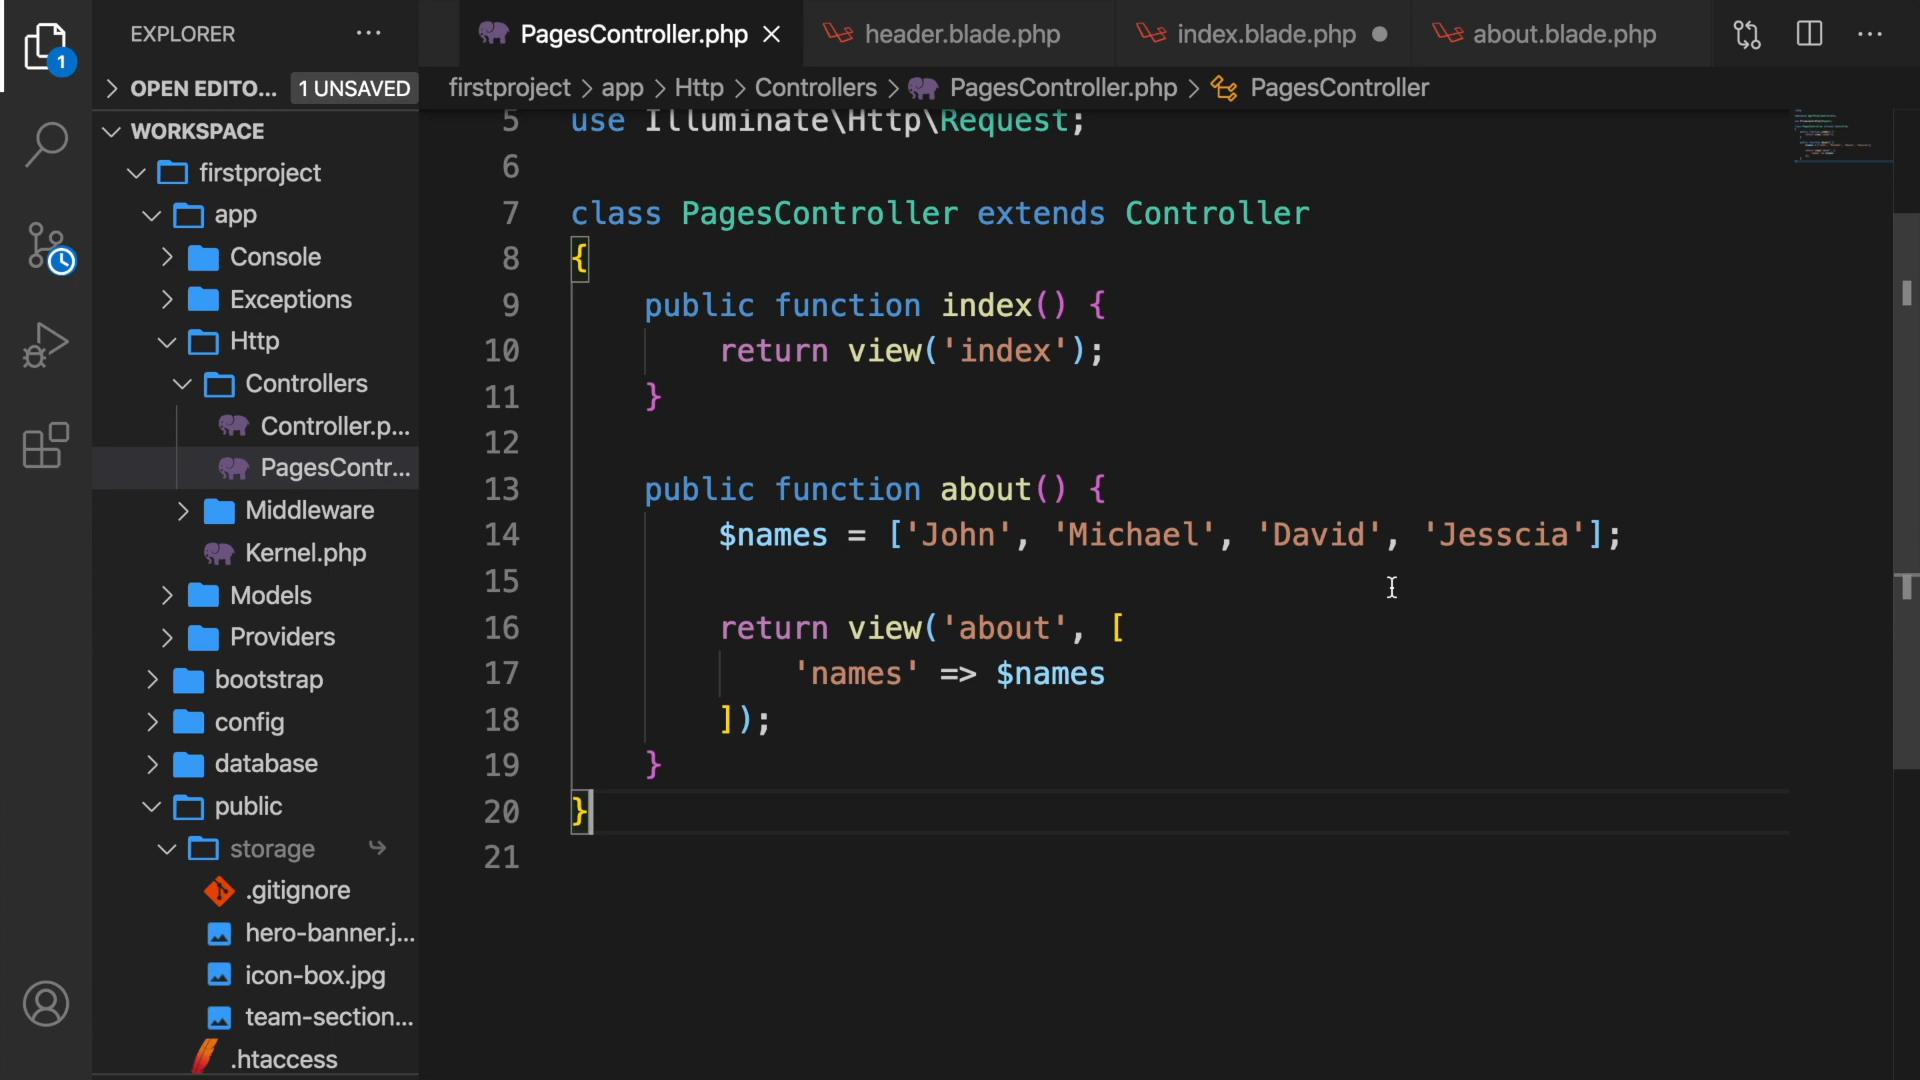 EXPLORER
1
OPEN EDITO...
1 UNSAVED
WORKSPACE
firstproject
app
Console
Exceptions
Http
Controllers
Controller.p...
PagesContr...
Middleware
Kernel.php
Models
Providers
bootstrap
config
database
public
storage
.gitignore
hero-banner.j...
icon-box.jpg
team-section...
.htaccess
PagesController.php
header.blade.php
index.blade.php
about.blade.php
firstproject > app > Http > Controllers > PagesController.php > PagesController
5 use Illuminate\Http\Request;
6
7 class PagesController extends Controller
8 {
9 public function index() {
10 return view('index');
11 }
12
13 public function about() {
14 $names = ['John', 'Michael', 'David', 'Jesscia'];
15
16 return view('about', [
17 'names' => $names
18 ]);
19 }
20 }
21